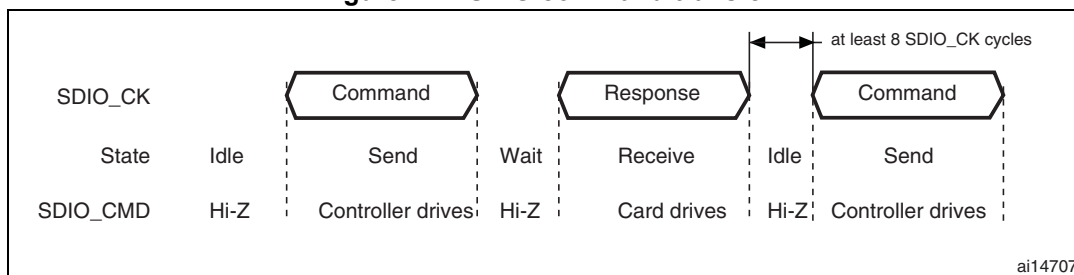 at least 8 SDIO_CK cycles
SDIO_CK Command Response Command
State Idle Send Wait Receive Idle Send
SDIO_CMD Hi-Z Controller drives Hi-Z Card drives Hi-Z Controller drives
ai14707